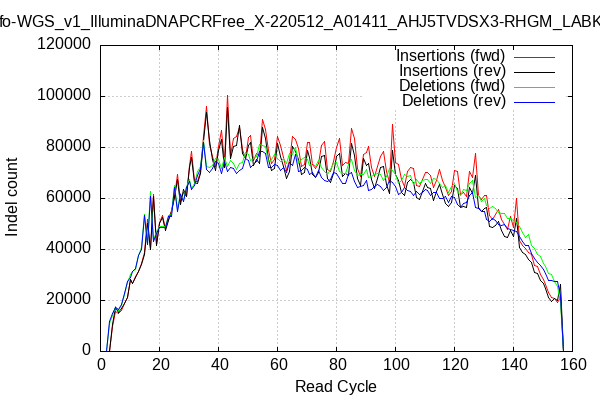 fo-WGS_v1_IlluminaDNAPCRFree_X-220512_A01411_AHJ5TVDSX3-RHGM_LABK
120000
100000
80000
60000
40000
20000
0
Indel count
Insertions (fwd)
Insertions (rev)
Deletions (fwd)
Deletions (rev)
0 20 40 60 80 100 120 140 160
Read Cycle